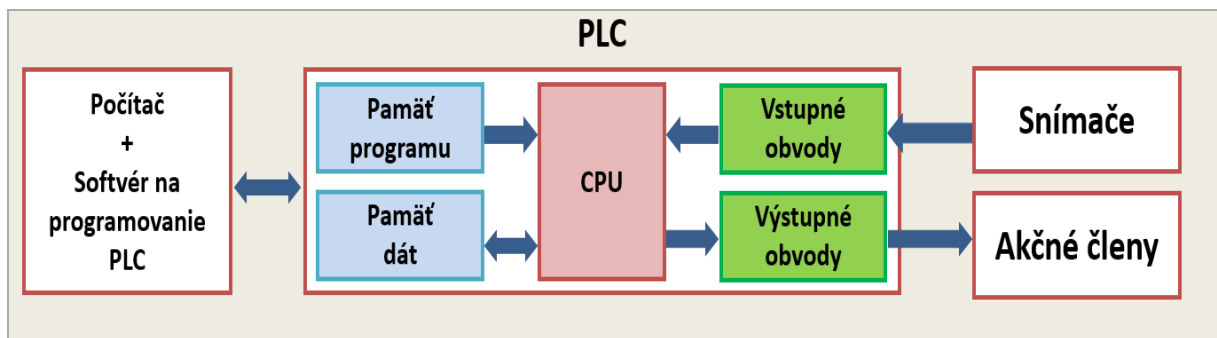 PLC
Počítač
+
Softvér na
programovanie
PLC
Pamäť
programu
Pamäť
dát
CPU
Vstupné
obvody
Výstupné
obvody
Snímače
Akčné členy